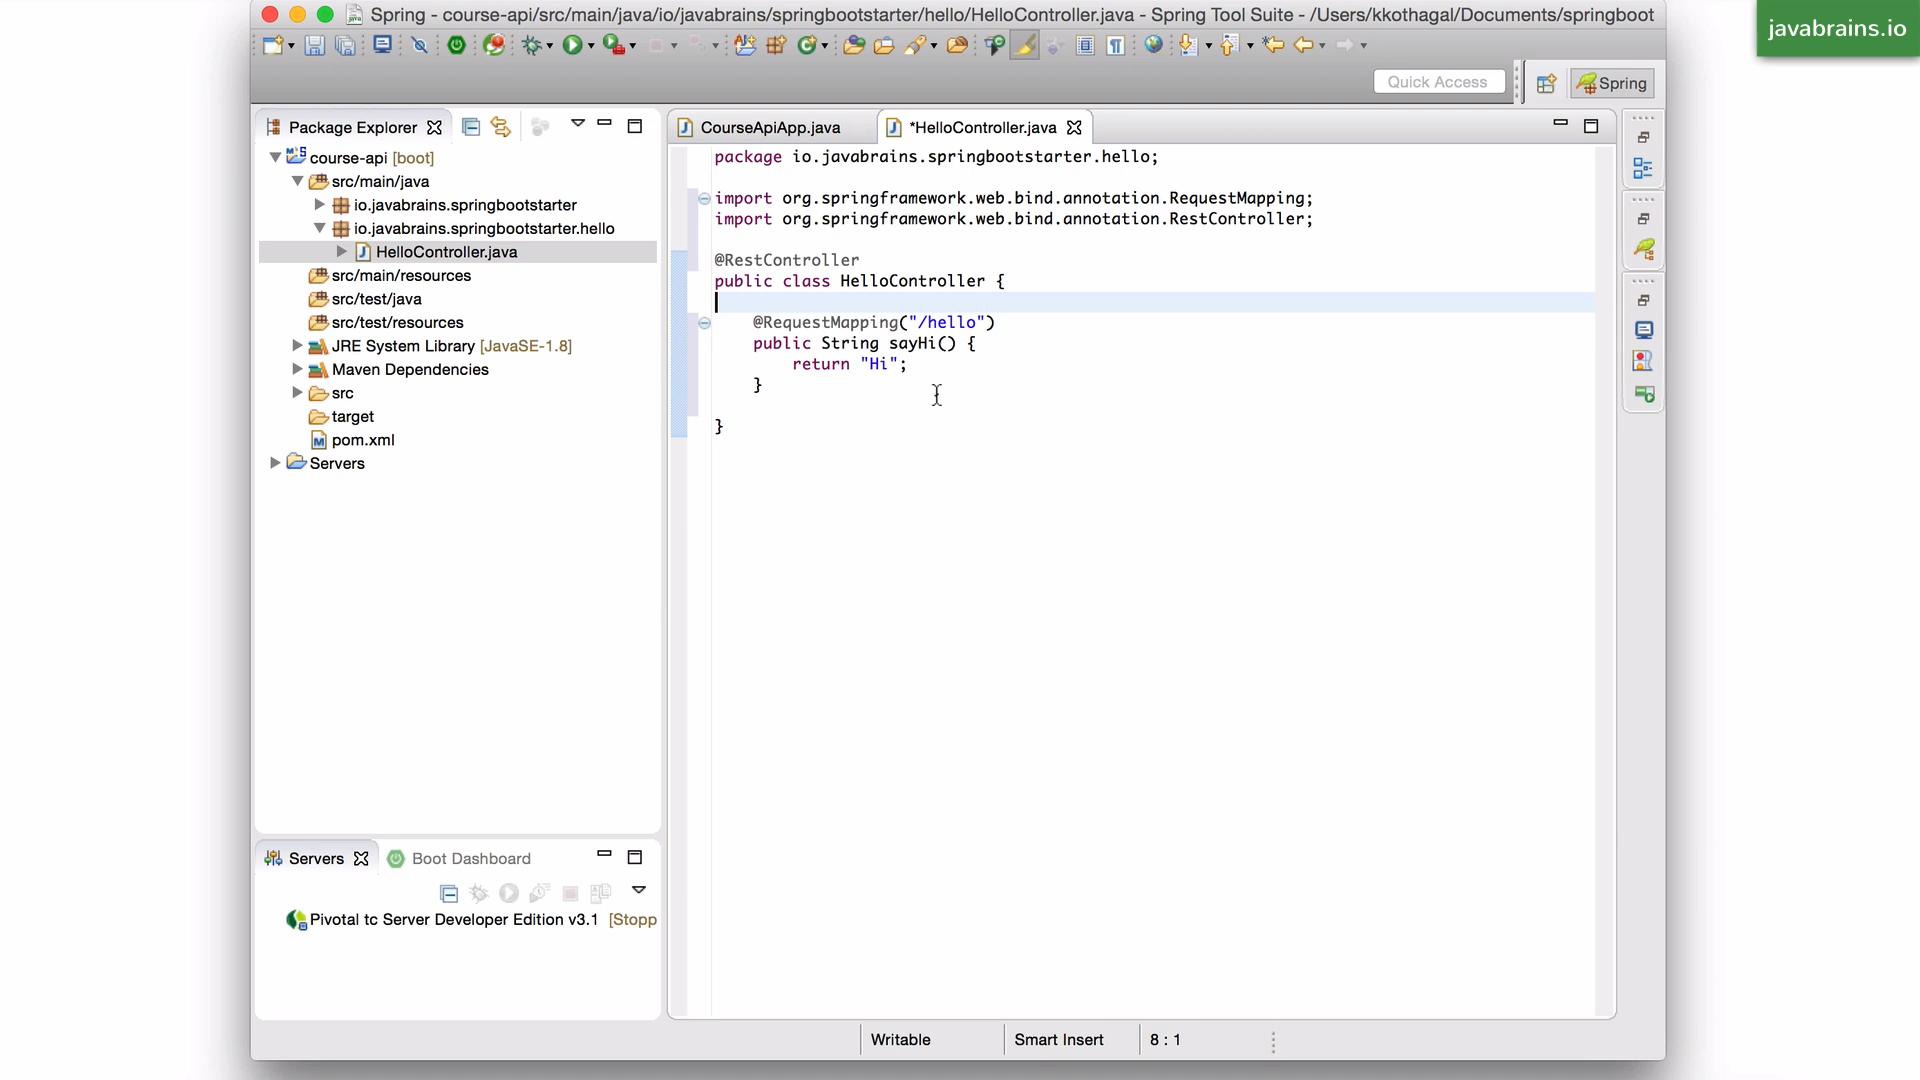 Spring - course-api/src/main/java/io/javabrains/springbootstarter/hello/HelloController.java - Spring Tool Suite - /Users/kkothagal/Documents/springboot
javabrains.io
Quick Access
Spring
Package Explorer
course-api [boot]
src/main/java
io.javabrains.springbootstarter
io.javabrains.springbootstarter.hello
HelloController.java
src/main/resources
src/test/java
src/test/resources
JRE System Library [JavaSE-1.8]
Maven Dependencies
src
target
pom.xml
Servers
CourseApiApp.java
*HelloController.java
package io.javabrains.springbootstarter.hello;
import org.springframework.web.bind.annotation.RequestMapping;
import org.springframework.web.bind.annotation.RestController;
@RestController
public class HelloController {
@RequestMapping("/hello")
public String sayHi() {
return "Hi";
}
}
Servers
Boot Dashboard
Pivotal tc Server Developer Edition v3.1 [Stopp
Writable
Smart Insert
8 : 1